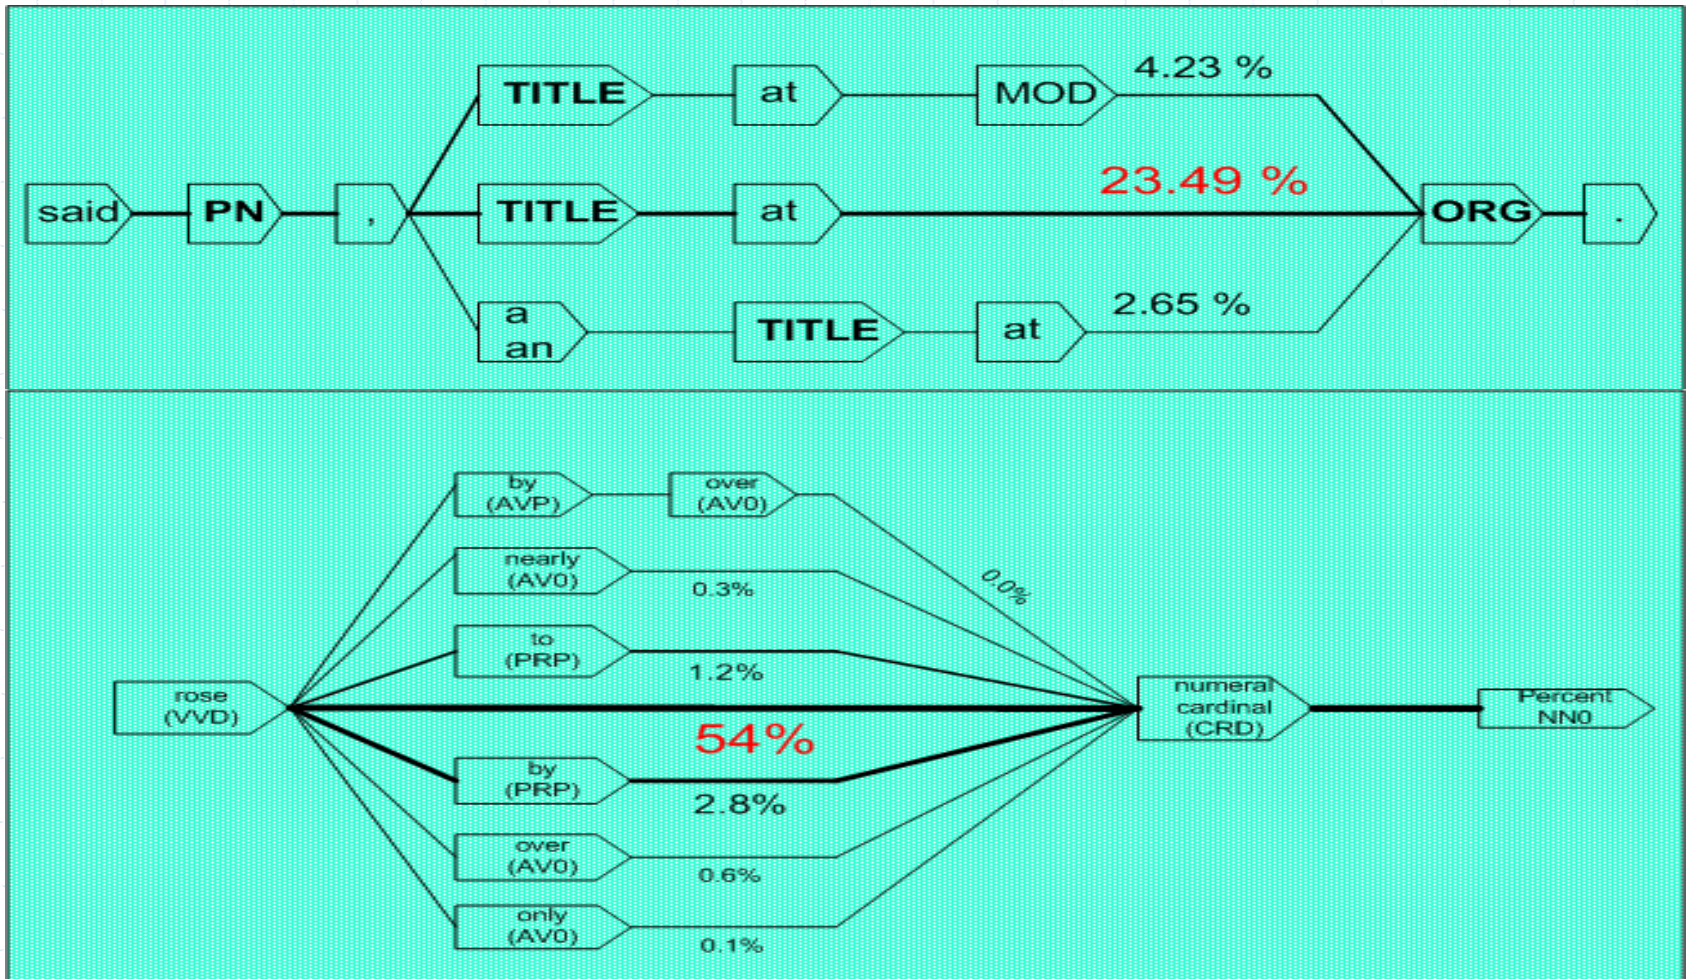 4.23 %
TITLE at MOD
23.49 %
said PN , TITLE at ORG .
2.65 %
a
an
TITLE at
by
(AVP)
over
(AV0)
nearly
(AV0)
0.3%
0.0%
to
(PRP)
1.2%
rose
(VVD)
numeral
cardinal
(CRD)
Percent
NN0
54%
by
(PRP)
2.8%
over
(AV0)
0.6%
only
(AV0)
0.1%